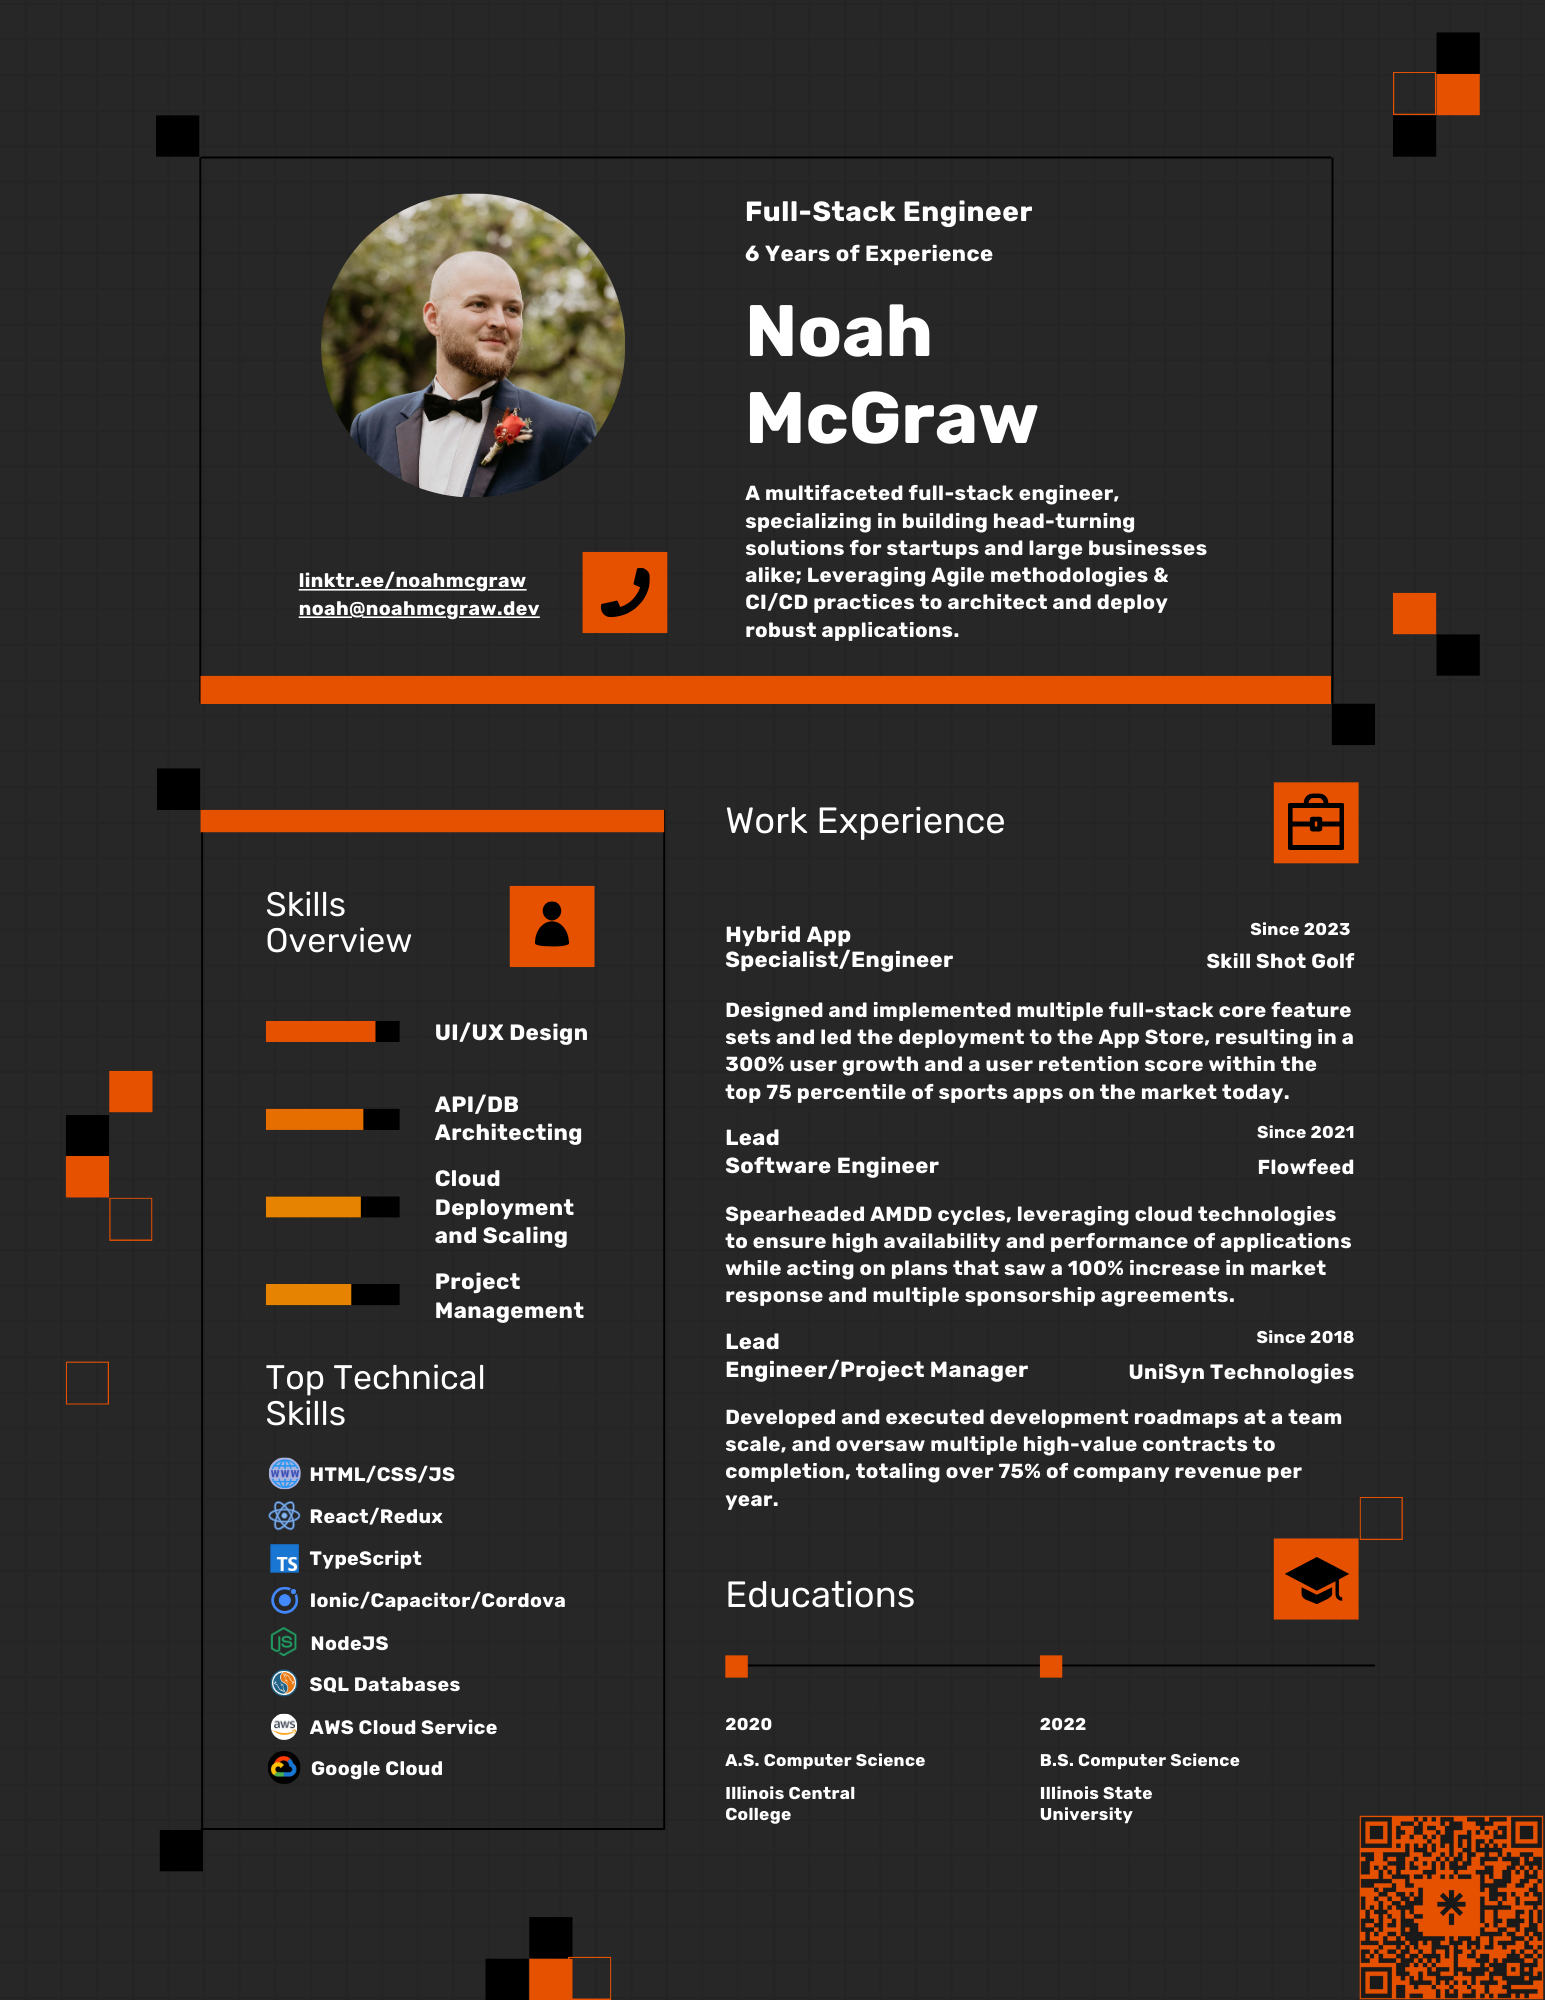 Full-Stack Engineer
6 Years of Experience
Noah
McGraw
A multifaceted full-stack engineer,
specializing in building head-turning
solutions for startups and large businesses
alike; Leveraging Agile methodologies &
CI/CD practices to architect and deploy
robust applications.
linktr.ee/noahmcgraw
noah@noahmcgraw.dev
Skills
Overview
UI/UX Design
API/DB
Architecting
Cloud
Deployment
and Scaling
Project
Management
Top Technical
Skills
WWW HTML/CSS/JS
React/Redux
TS TypeScript
Ionic/Capacitor/Cordova
JS NodeJS
SQL Databases
aws AWS Cloud Service
Google Cloud
Work Experience
Hybrid App
Specialist/Engineer
Since 2023
Skill Shot Golf
Designed and implemented multiple full-stack core feature
sets and led the deployment to the App Store, resulting in a
300% user growth and a user retention score within the
top 75 percentile of sports apps on the market today.
Lead
Software Engineer
Since 2021
Flowfeed
Spearheaded AMDD cycles, leveraging cloud technologies
to ensure high availability and performance of applications
while acting on plans that saw a 100% increase in market
response and multiple sponsorship agreements.
Lead
Engineer/Project Manager
Since 2018
UniSyn Technologies
Developed and executed development roadmaps at a team
scale, and oversaw multiple high-value contracts to
completion, totaling over 75% of company revenue per
year.
Educations
2020
A.S. Computer Science
Illinois Central
College
2022
B.S. Computer Science
Illinois State
University